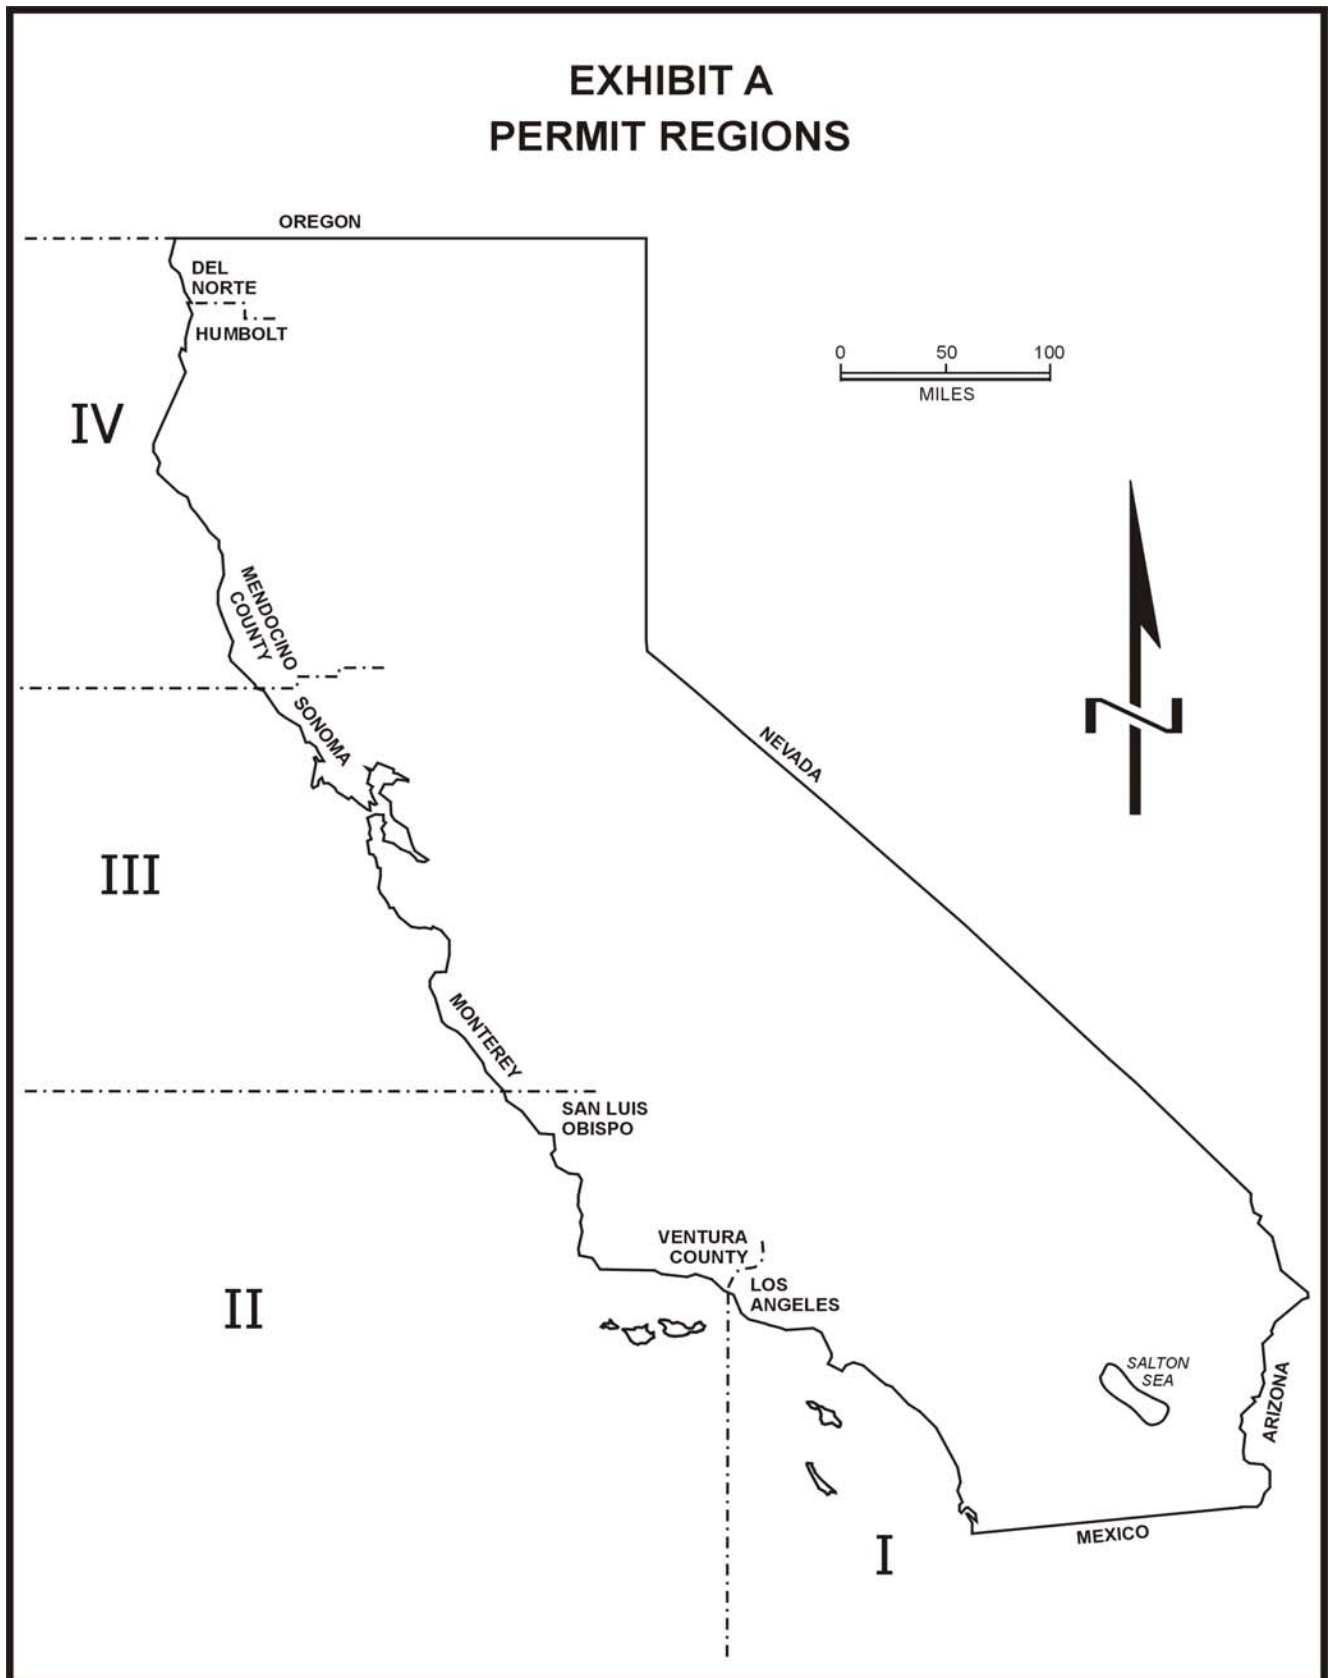 EXHIBIT A
PERMIT REGIONS
OREGON
DEL
NORTE
HUMBOLT
0 50 100
MILES
IV
MENDOCINO
COUNTY
SONOMA
NEVADA
N
III
MONTEREY
SAN LUIS
OBISPO
VENTURA
COUNTY
LOS
ANGELES
II
SALTON
SEA
ARIZONA
I
MEXICO